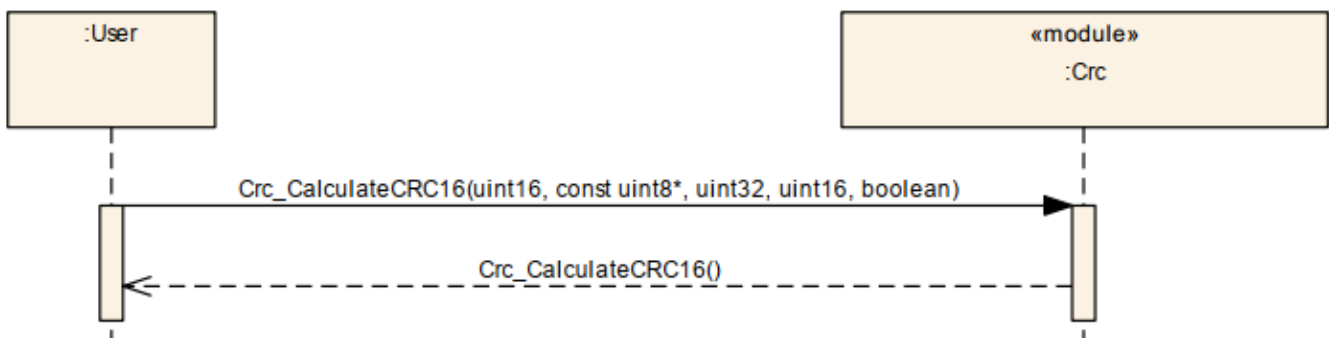 :User
«module»
:Crc
Crc_CalculateCRC16(uint16, const uint8*, uint32, uint16, boolean)
Crc_CalculateCRC16()